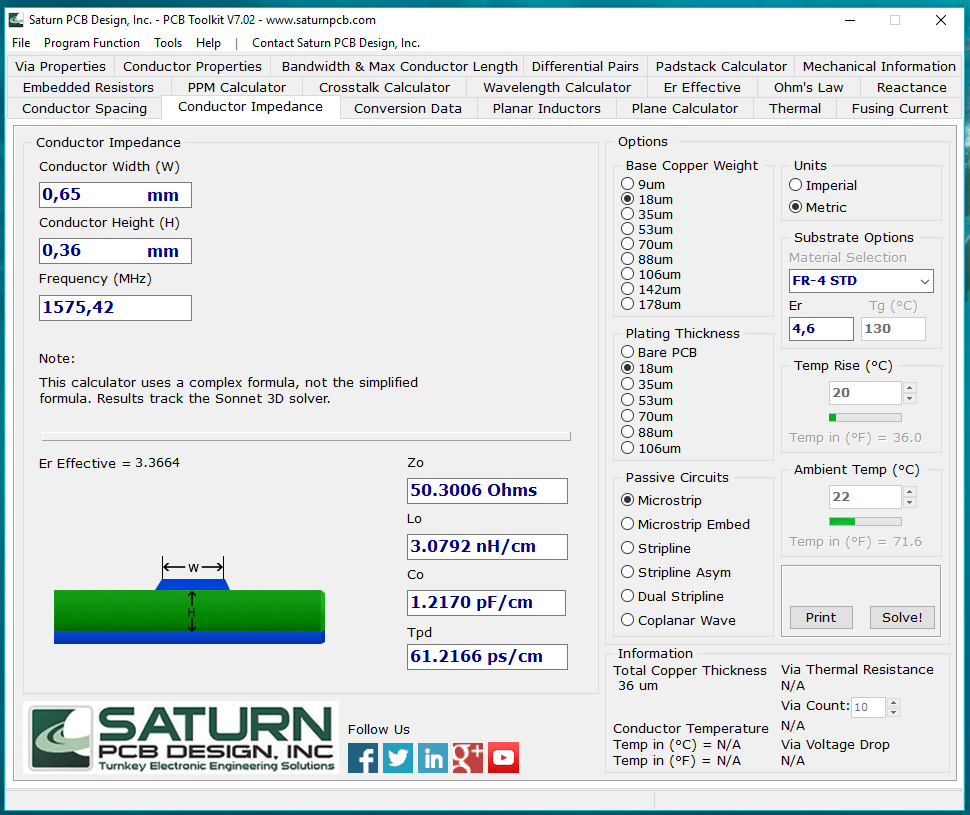 Saturn PCB Design, Inc. - PCB Toolkit V7.02 - www.saturnpcb.com
File Program Function Tools Help | Contact Saturn PCB Design, Inc.
Via Properties Conductor Properties Bandwidth & Max Conductor Length Differential Pairs Padstack Calculator Mechanical Information
Embedded Resistors PPM Calculator Crosstalk Calculator Wavelength Calculator Er Effective Ohm's Law Reactance
Conductor Spacing Conductor Impedance Conversion Data Planar Inductors Plane Calculator Thermal Fusing Current
Conductor Impedance
Conductor Width (W)
0,65 mm
Conductor Height (H)
0,36 mm
Frequency (MHz)
1575,42
Note:
This calculator uses a complex formula, not the simplified
formula. Results track the Sonnet 3D solver.
Er Effective = 3.3664
W
H
Zo
50.3006 Ohms
Lo
3.0792 nH/cm
Co
1.2170 pF/cm
Tpd
61.2166 ps/cm
SATURN
PCB DESIGN, INC
Turnkey Electronic Engineering Solutions
Follow Us
f
in
g+
Options
Base Copper Weight
9um
18um
35um
53um
70um
88um
106um
142um
178um
Plating Thickness
Bare PCB
18um
35um
53um
70um
88um
106um
Passive Circuits
Microstrip
Microstrip Embed
Stripline
Stripline Asym
Dual Stripline
Coplanar Wave
Units
Imperial
Metric
Substrate Options
Material Selection
FR-4 STD
Er Tg (°C)
4,6 130
Temp Rise (°C)
20
Temp in (°F) = 36.0
Ambient Temp (°C)
22
Temp in (°F) = 71.6
Print Solve!
Information
Total Copper Thickness
36 um
Conductor Temperature
Temp in (°C) = N/A
Temp in (°F) = N/A
Via Thermal Resistance
N/A
Via Count: 10
N/A
Via Voltage Drop
N/A